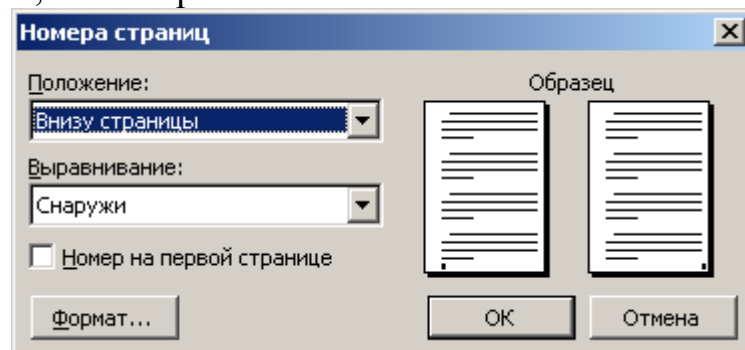 Номера страниц
Положение:
Образец
Внизу страницы
Выравнивание:
Снаружи
Номер на первой странице
Формат...
ОК
Отмена